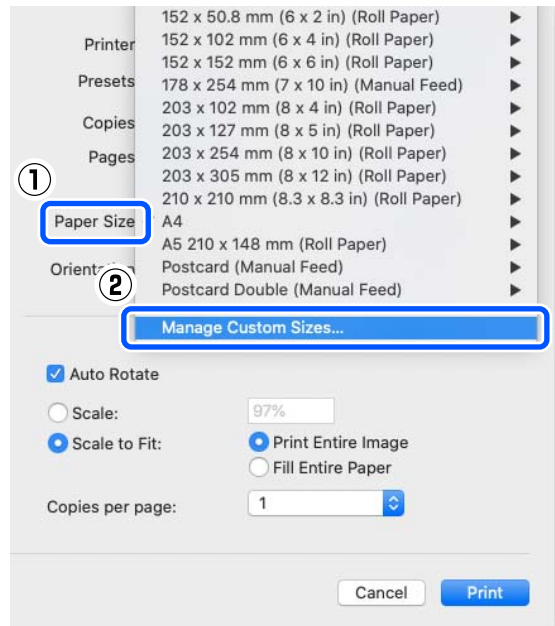 152 x 50.8 mm (6 x 2 in) (Roll Paper)
Printer
152 x 102 mm (6 x 4 in) (Roll Paper)
152 x 152 mm (6 x 6 in) (Roll Paper)
Presets
178 x 254 mm (7 x 10 in) (Manual Feed)
203 x 102 mm (8 x 4 in) (Roll Paper)
Copies
203 x 127 mm (8 x 5 in) (Roll Paper)
Pages
203 x 254 mm (8 x 10 in) (Roll Paper)
203 x 305 mm (8 x 12 in) (Roll Paper)
①
210 x 210 mm (8.3 x 8.3 in) (Roll Paper)
Paper Size
A4
A5 210 x 148 mm (Roll Paper)
Orientation
Postcard (Manual Feed)
②
Postcard Double (Manual Feed)
Manage Custom Sizes...
Auto Rotate
Scale:
97%
Scale to Fit:
Print Entire Image
Fill Entire Paper
Copies per page:
1
Cancel
Print